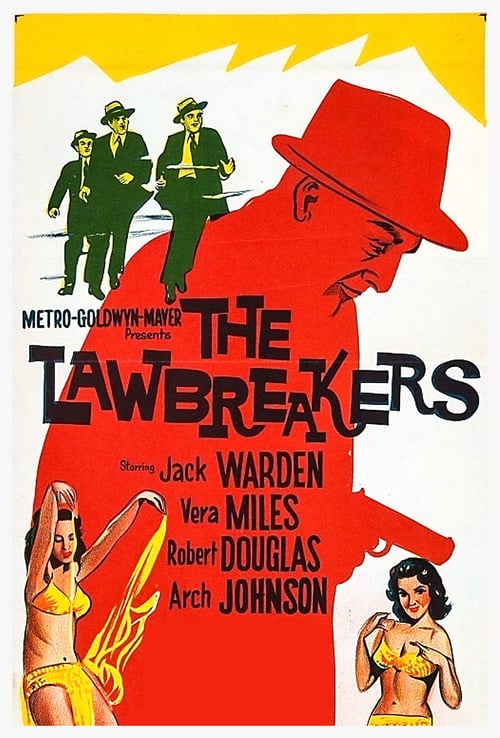 METRO-GOLDWYN-MAYER
Presents
THE
LAWBREAKERS
Starring Jack WARDEN
Vera MILES
Robert DOUGLAS
Arch JOHNSON